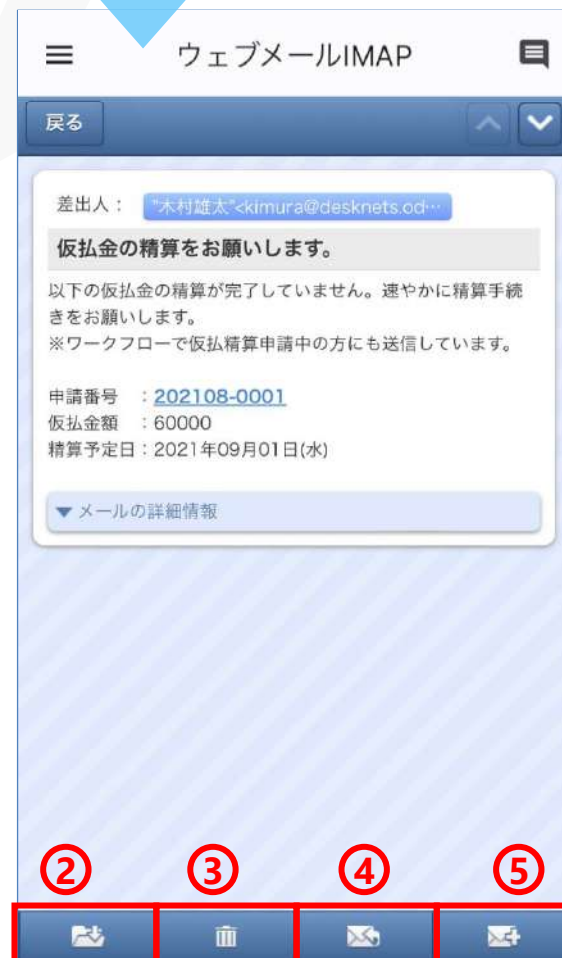 ウェブメールIMAP
戻る
差出人： "木村雄太"<kimura@desknets.od…
仮払金の精算をお願いします。
以下の仮払金の精算が完了していません。速やかに精算手続
きをお願いします。
※ワークフローで仮払精算申請中の方にも送信しています。
申請番号 ：202108-0001
仮払金額 ：60000
精算予定日：2021年09月01日(水)
▼メールの詳細情報
② ③ ④ ⑤